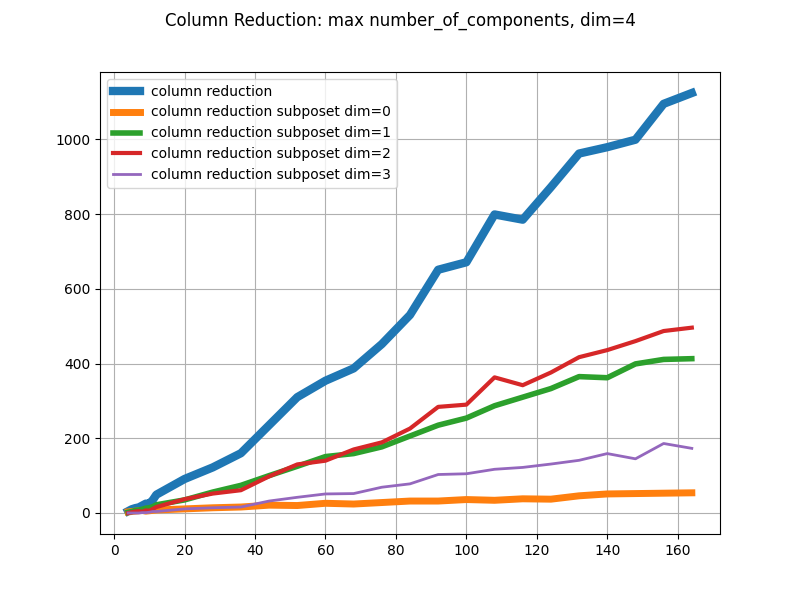 Column Reduction: max number_of_components, dim=4
column reduction
column reduction subposet dim=0
column reduction subposet dim=1
column reduction subposet dim=2
column reduction subposet dim=3
1000
800
600
400
200
0
0 20 40 60 80 100 120 140 160